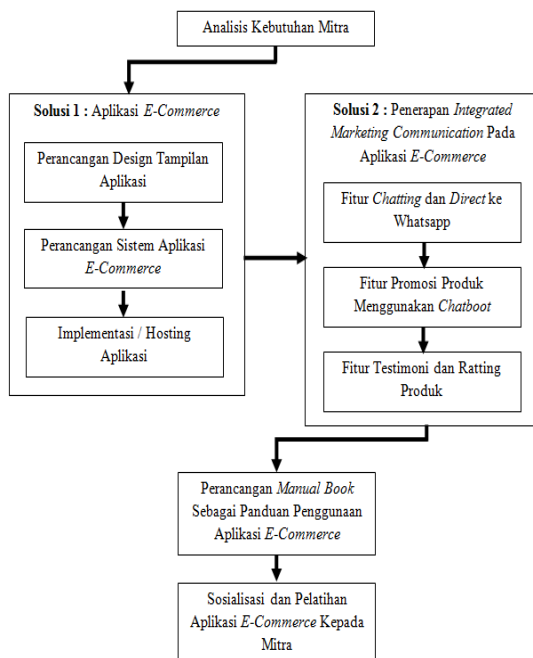 Analisis Kebutuhan Mitra
Solusi 1 : Aplikasi E-Commerce
Perancangan Design Tampilan
Aplikasi
Perancangan Sistem Aplikasi
E-Commerce
Implementasi / Hosting
Aplikasi
Solusi 2 : Penerapan Integrated
Marketing Communication Pada
Aplikasi E-Commerce
Fitur Chatting dan Direct ke
Whatsapp
Fitur Promosi Produk
Menggunakan Chatboot
Fitur Testimoni dan Ratting
Produk
Perancangan Manual Book
Sebagai Panduan Penggunaan
Aplikasi E-Commerce
Sosialisasi dan Pelatihan
Aplikasi E-Commerce Kepada
Mitra